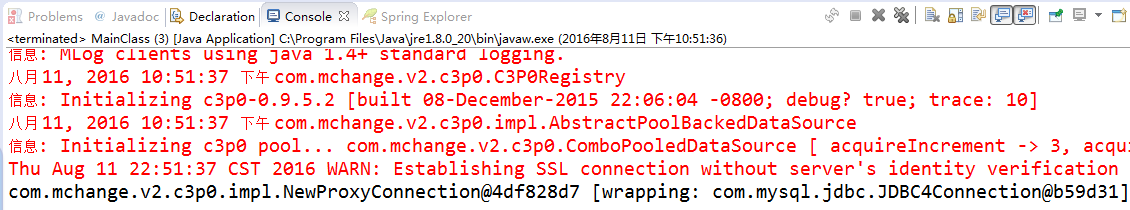 Problems @ Javadoc Declaration Console Spring Explorer
<terminated> MainClass (3) [Java Application] C:\Program Files\Java\jre1.8.0_20\bin\javaw.exe (2016年8月11日 下午10:51:36)
信息: MLog clients using java 1.4+ standard logging.
八月 11, 2016 10:51:37 下午 com.mchange.v2.c3p0.C3P0Registry
信息: Initializing c3p0-0.9.5.2 [built 08-December-2015 22:06:04 -0800; debug? true; trace: 10]
八月 11, 2016 10:51:37 下午 com.mchange.v2.c3p0.impl.AbstractPoolBackedDataSource
信息: Initializing c3p0 pool... com.mchange.v2.c3p0.ComboPooledDataSource [ acquireIncrement -> 3, acqui
Thu Aug 11 22:51:37 CST 2016 WARN: Establishing SSL connection without server's identity verification
com.mchange.v2.c3p0.impl.NewProxyConnection@4df828d7 [wrapping: com.mysql.jdbc.JDBC4Connection@b59d31]